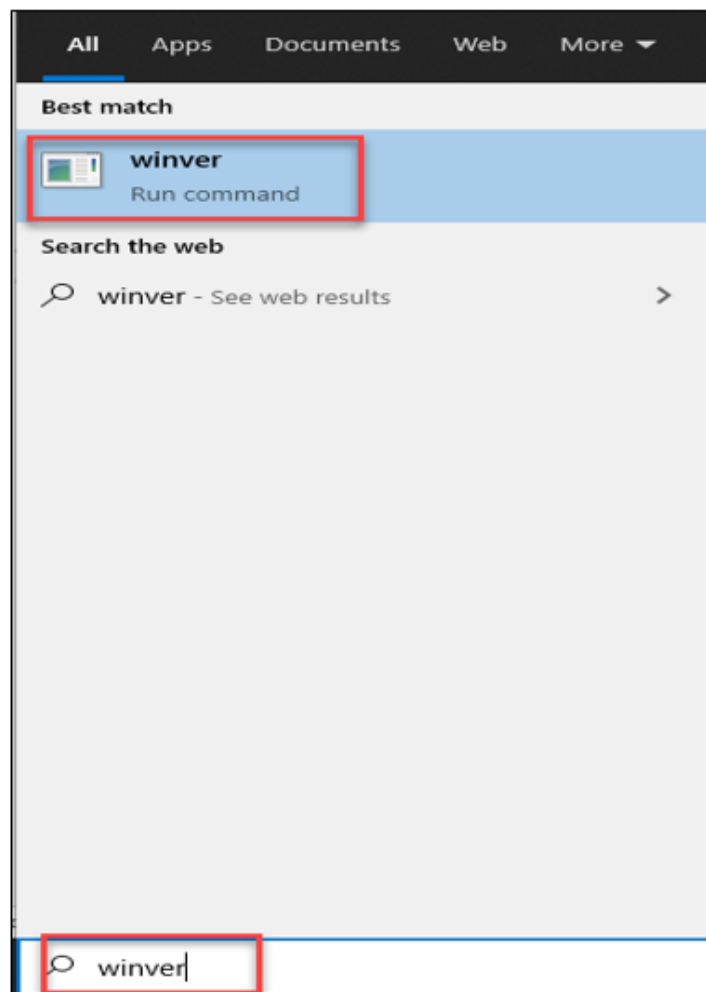 All Apps Documents Web More
Best match
winver
Run command
Search the web
winver - See web results
winver